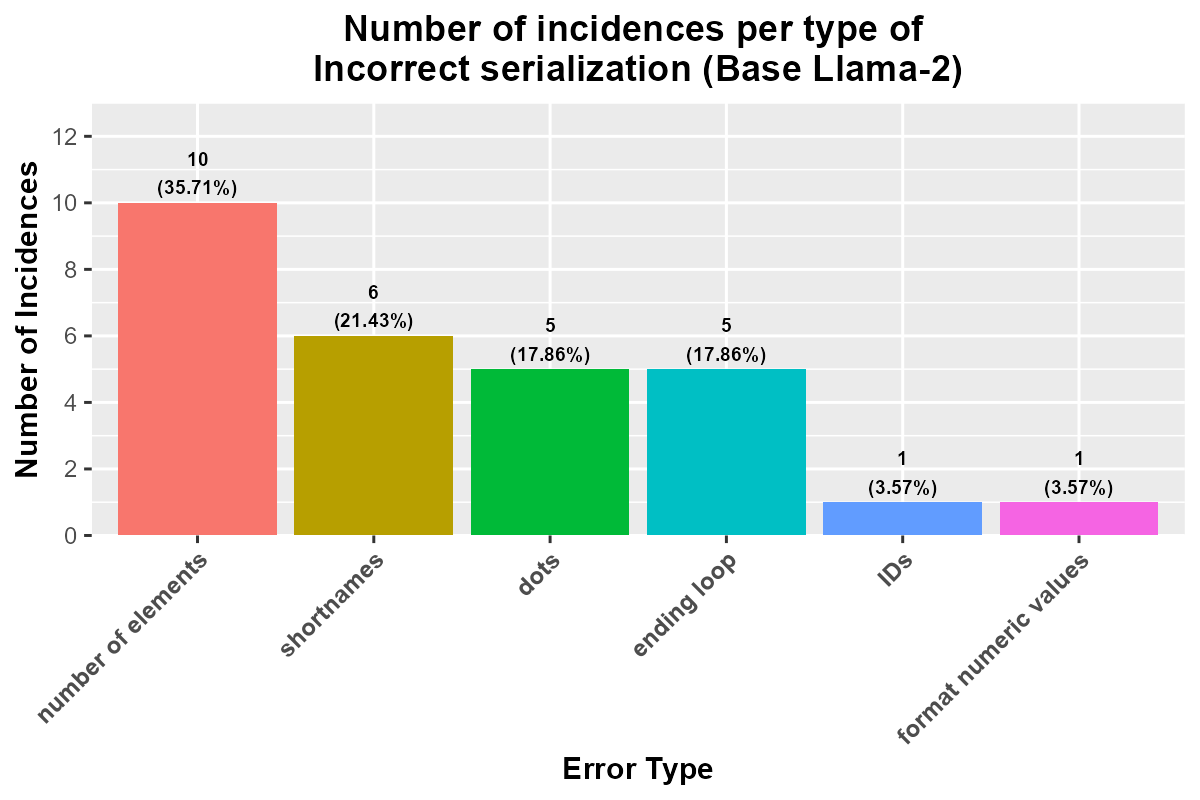 Number of incidences per type of
Incorrect serialization (Base Llama-2)
Number of Incidences
12
10
8
6
4
2
0
10
(35.71%)
6
(21.43%)
5
(17.86%)
5
(17.86%)
1
(3.57%)
1
(3.57%)
number of elements
shortnames
dots
ending loop
IDs
format numeric values
Error Type